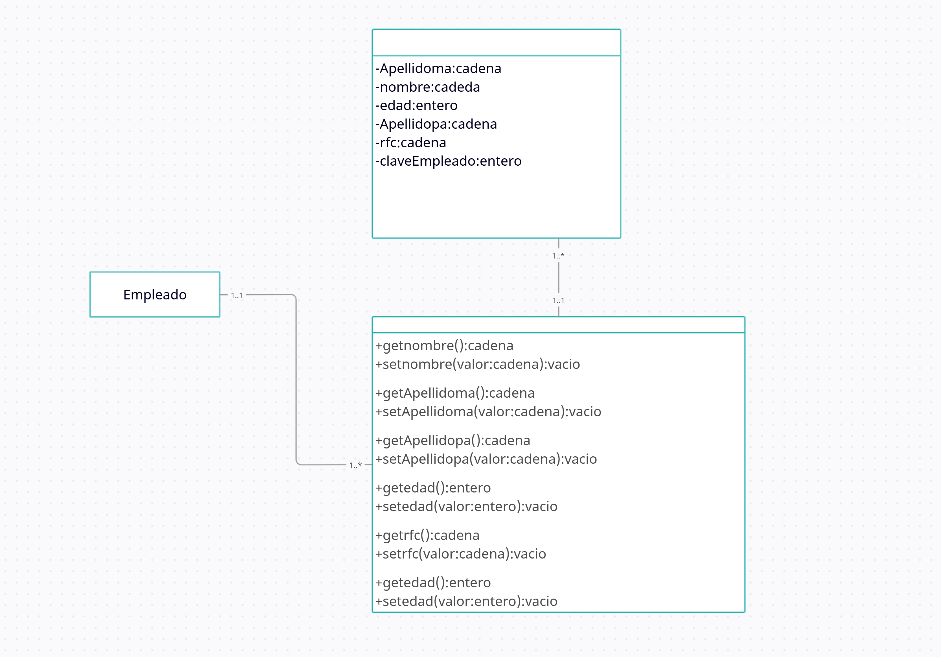 -Apellidoma:cadena
-nombre:cadeda
-edad:entero
-Apellidopa:cadena
-rfc:cadena
-claveEmpleado:entero
1..*
Empleado
1..1
1..1
+getnombre():cadena
+setnombre(valor:cadena):vacio
+getApellidoma():cadena
+setApellidoma(valor:cadena):vacio
+getApellidopa():cadena
+setApellidopa(valor:cadena):vacio
1..*
+getedad():entero
+setedad(valor:entero):vacio
+getrfc():cadena
+setrfc(valor:cadena):vacio
+getedad():entero
+setedad(valor:entero):vacio